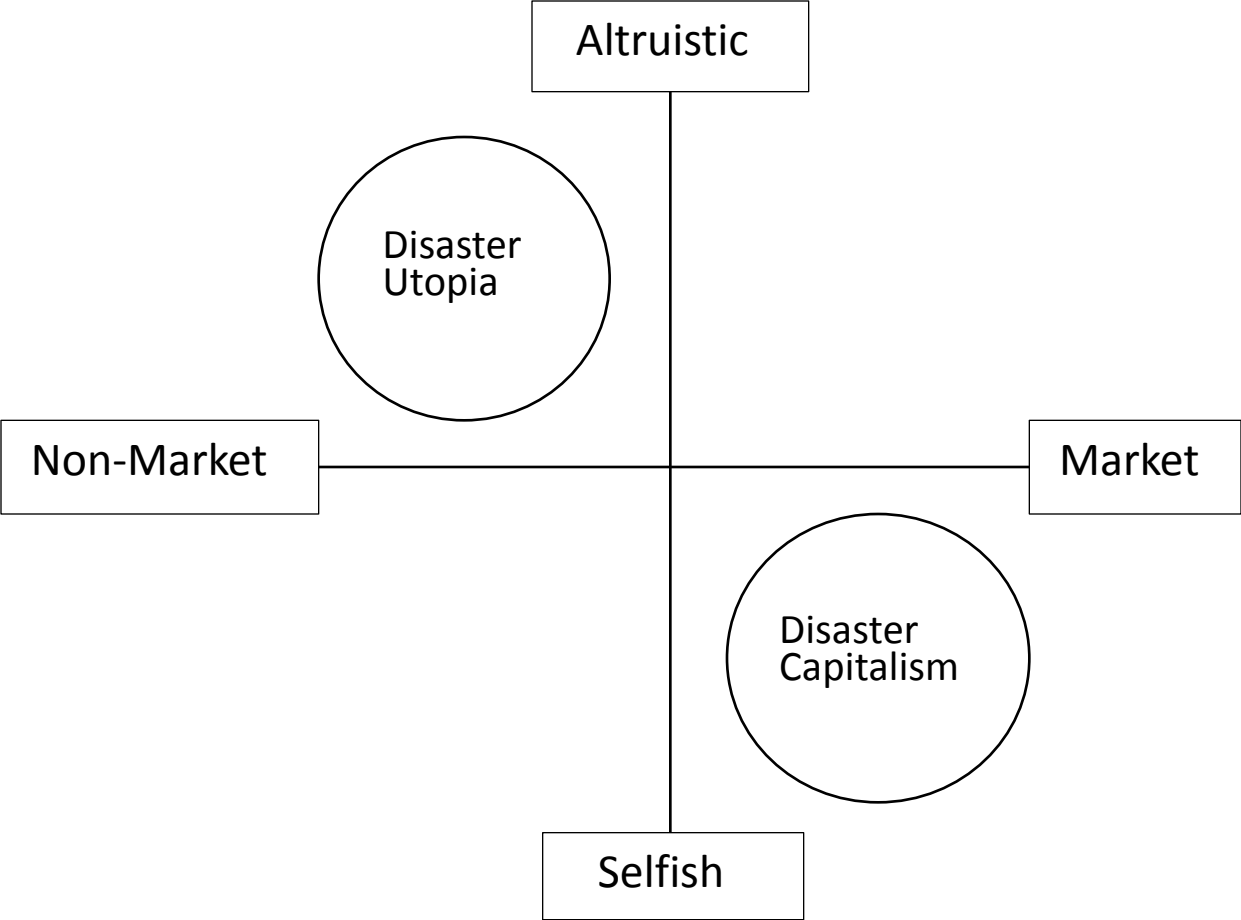 Altruistic
Disaster
Utopia
Non-Market
Market
Disaster
Capitalism
Selfish